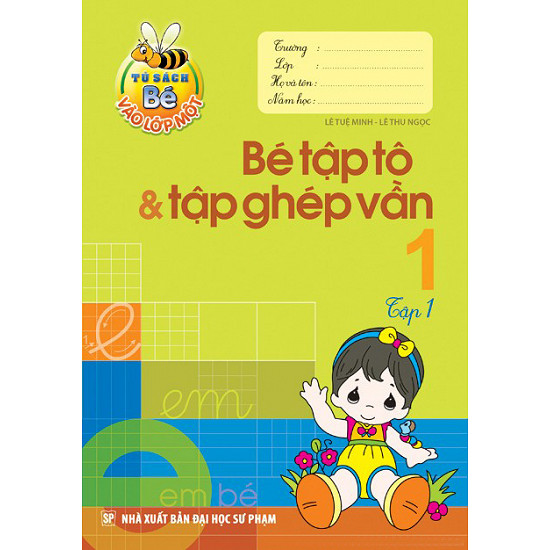 TỦ SÁCH
Bé
VÀO LỚP MỘT
Trường :
Lớp :
Họ và tên :
Năm học :
LÊ TUỆ MINH - LÊ THU NGỌC
Bé tập tô
& tập ghép vần
1
Tập 1
e
em
e
em bé
SP
NHÀ XUẤT BẢN ĐẠI HỌC SƯ PHẠM